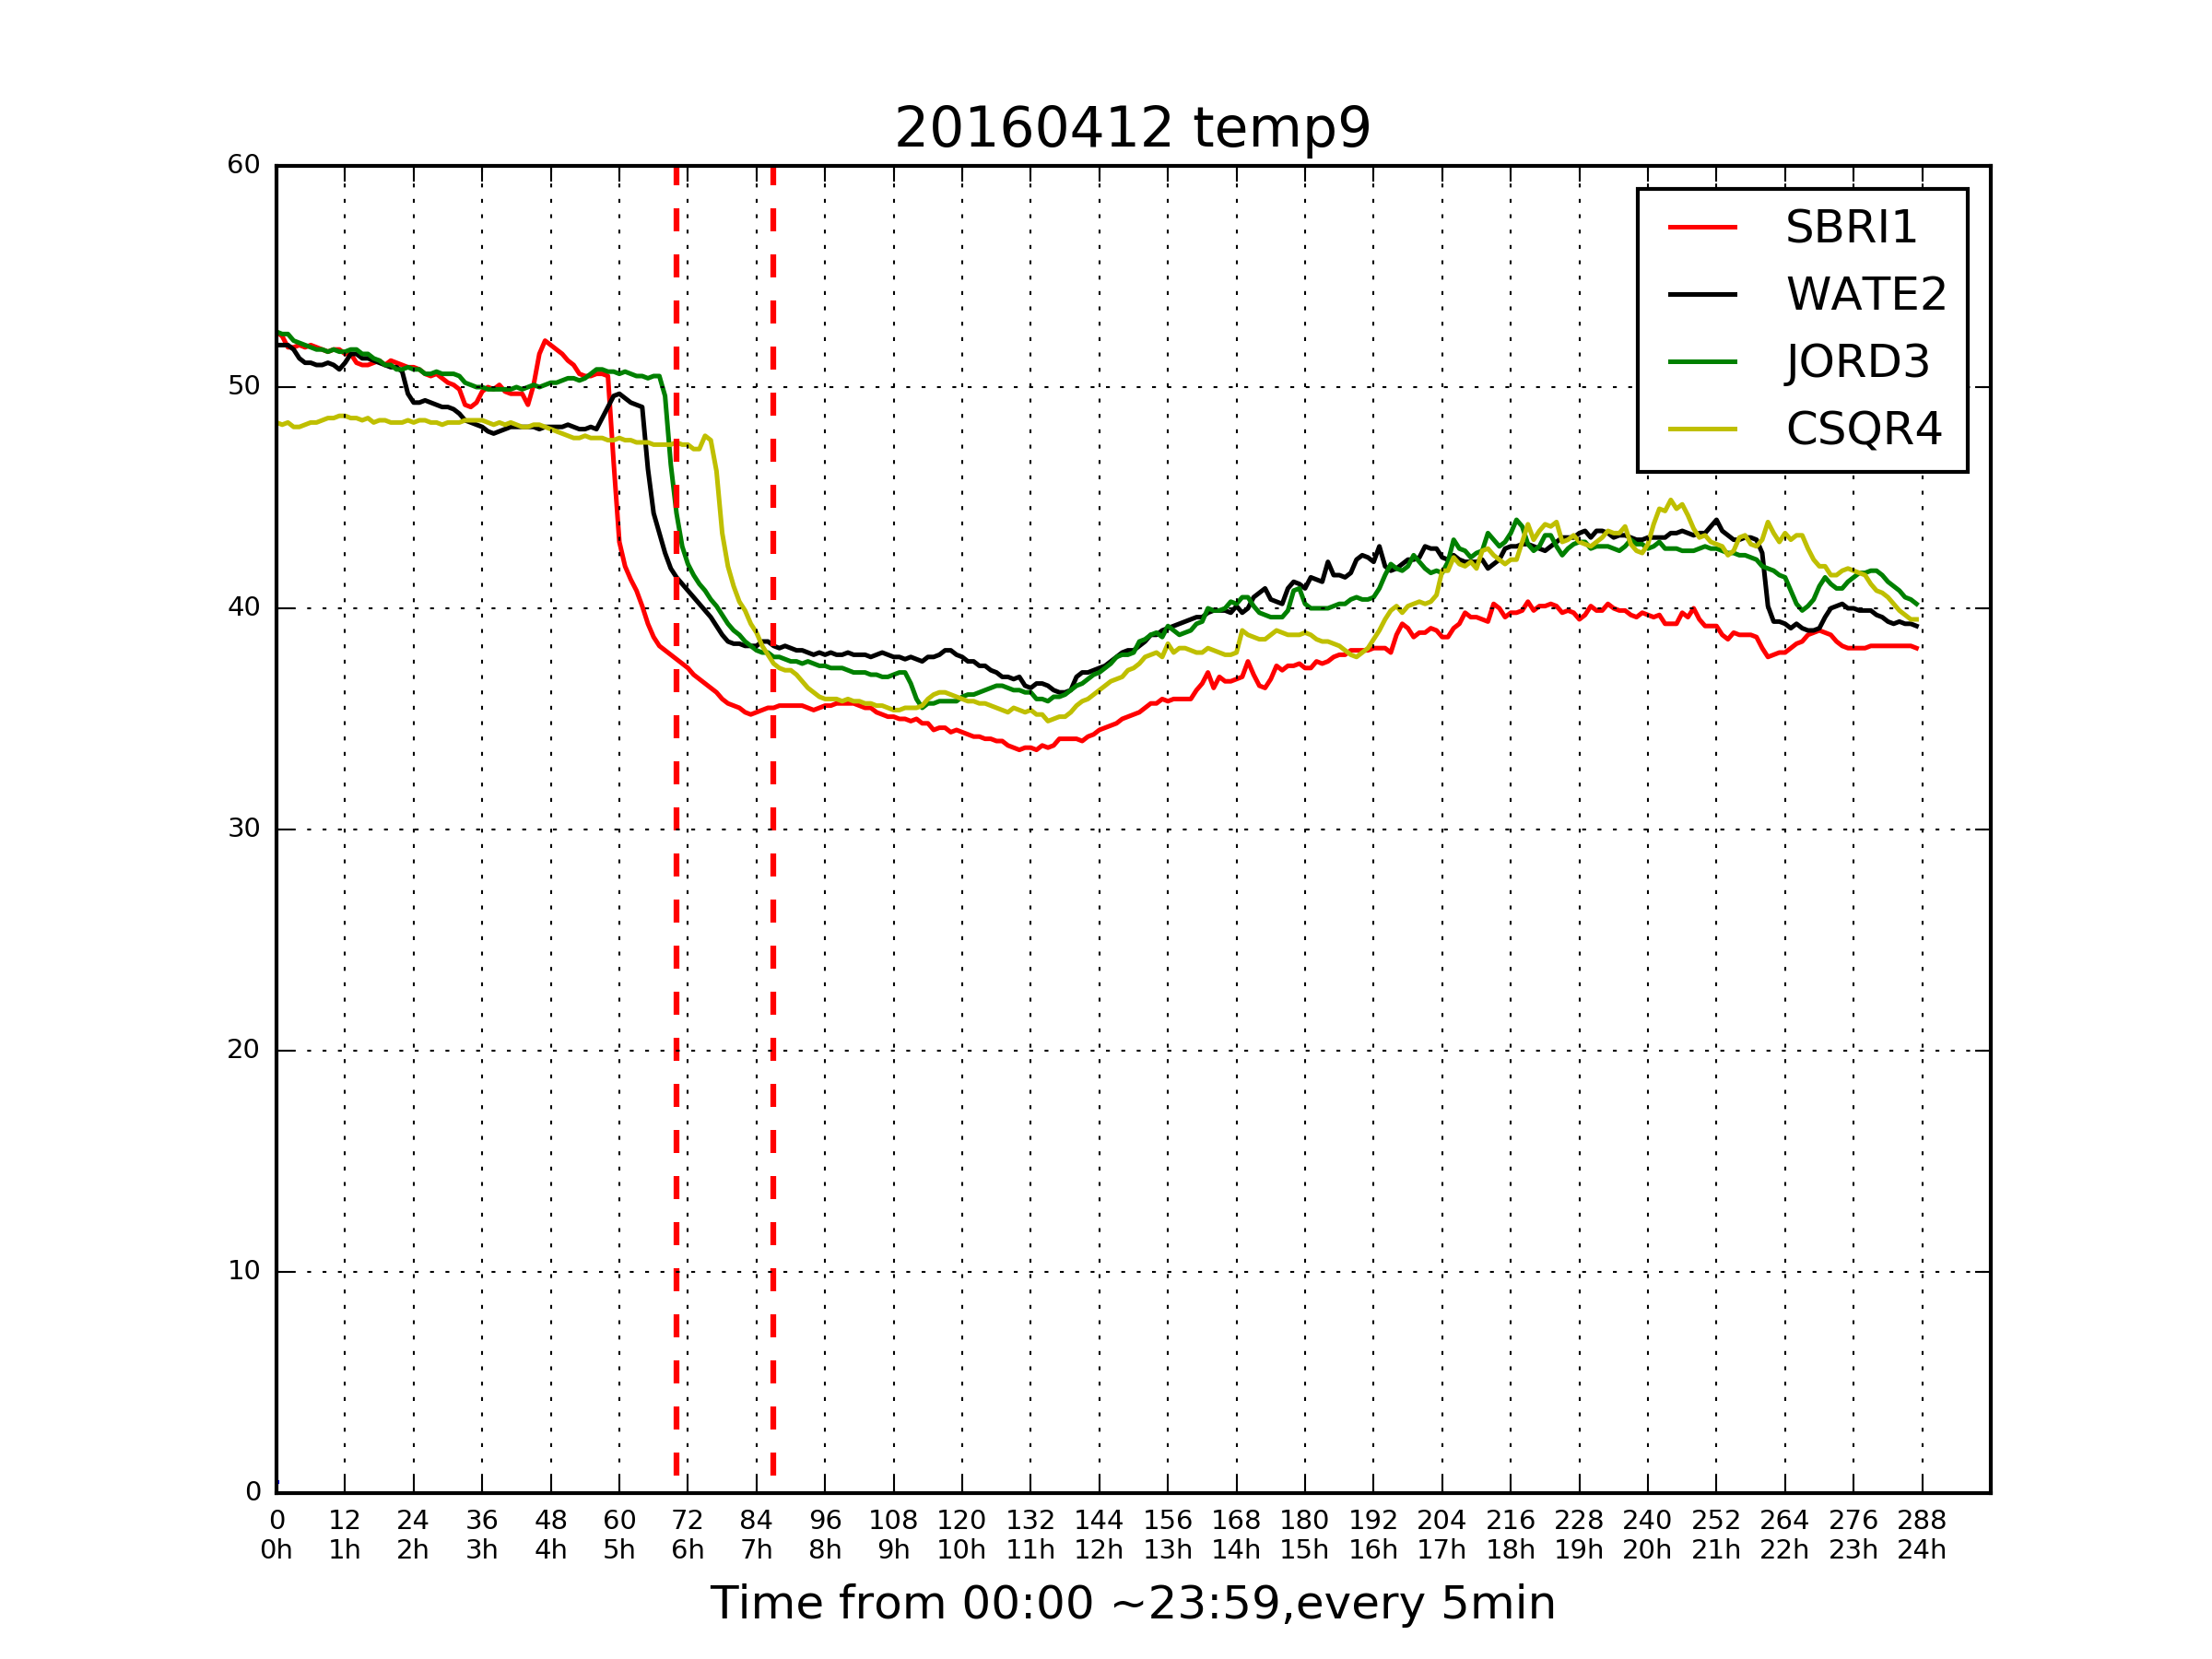 20160412 temp9
60
50
40
30
20
10
0
SBRI1
WATE2
JORD3
CSQR4
0 12 24 36 48 60 72 84 96 108 120 132 144 156 168 180 192 204 216 228 240 252 264 276 288
0h 1h 2h 3h 4h 5h 6h 7h 8h 9h 10h 11h 12h 13h 14h 15h 16h 17h 18h 19h 20h 21h 22h 23h 24h
Time from 00:00 ~23:59,every 5min